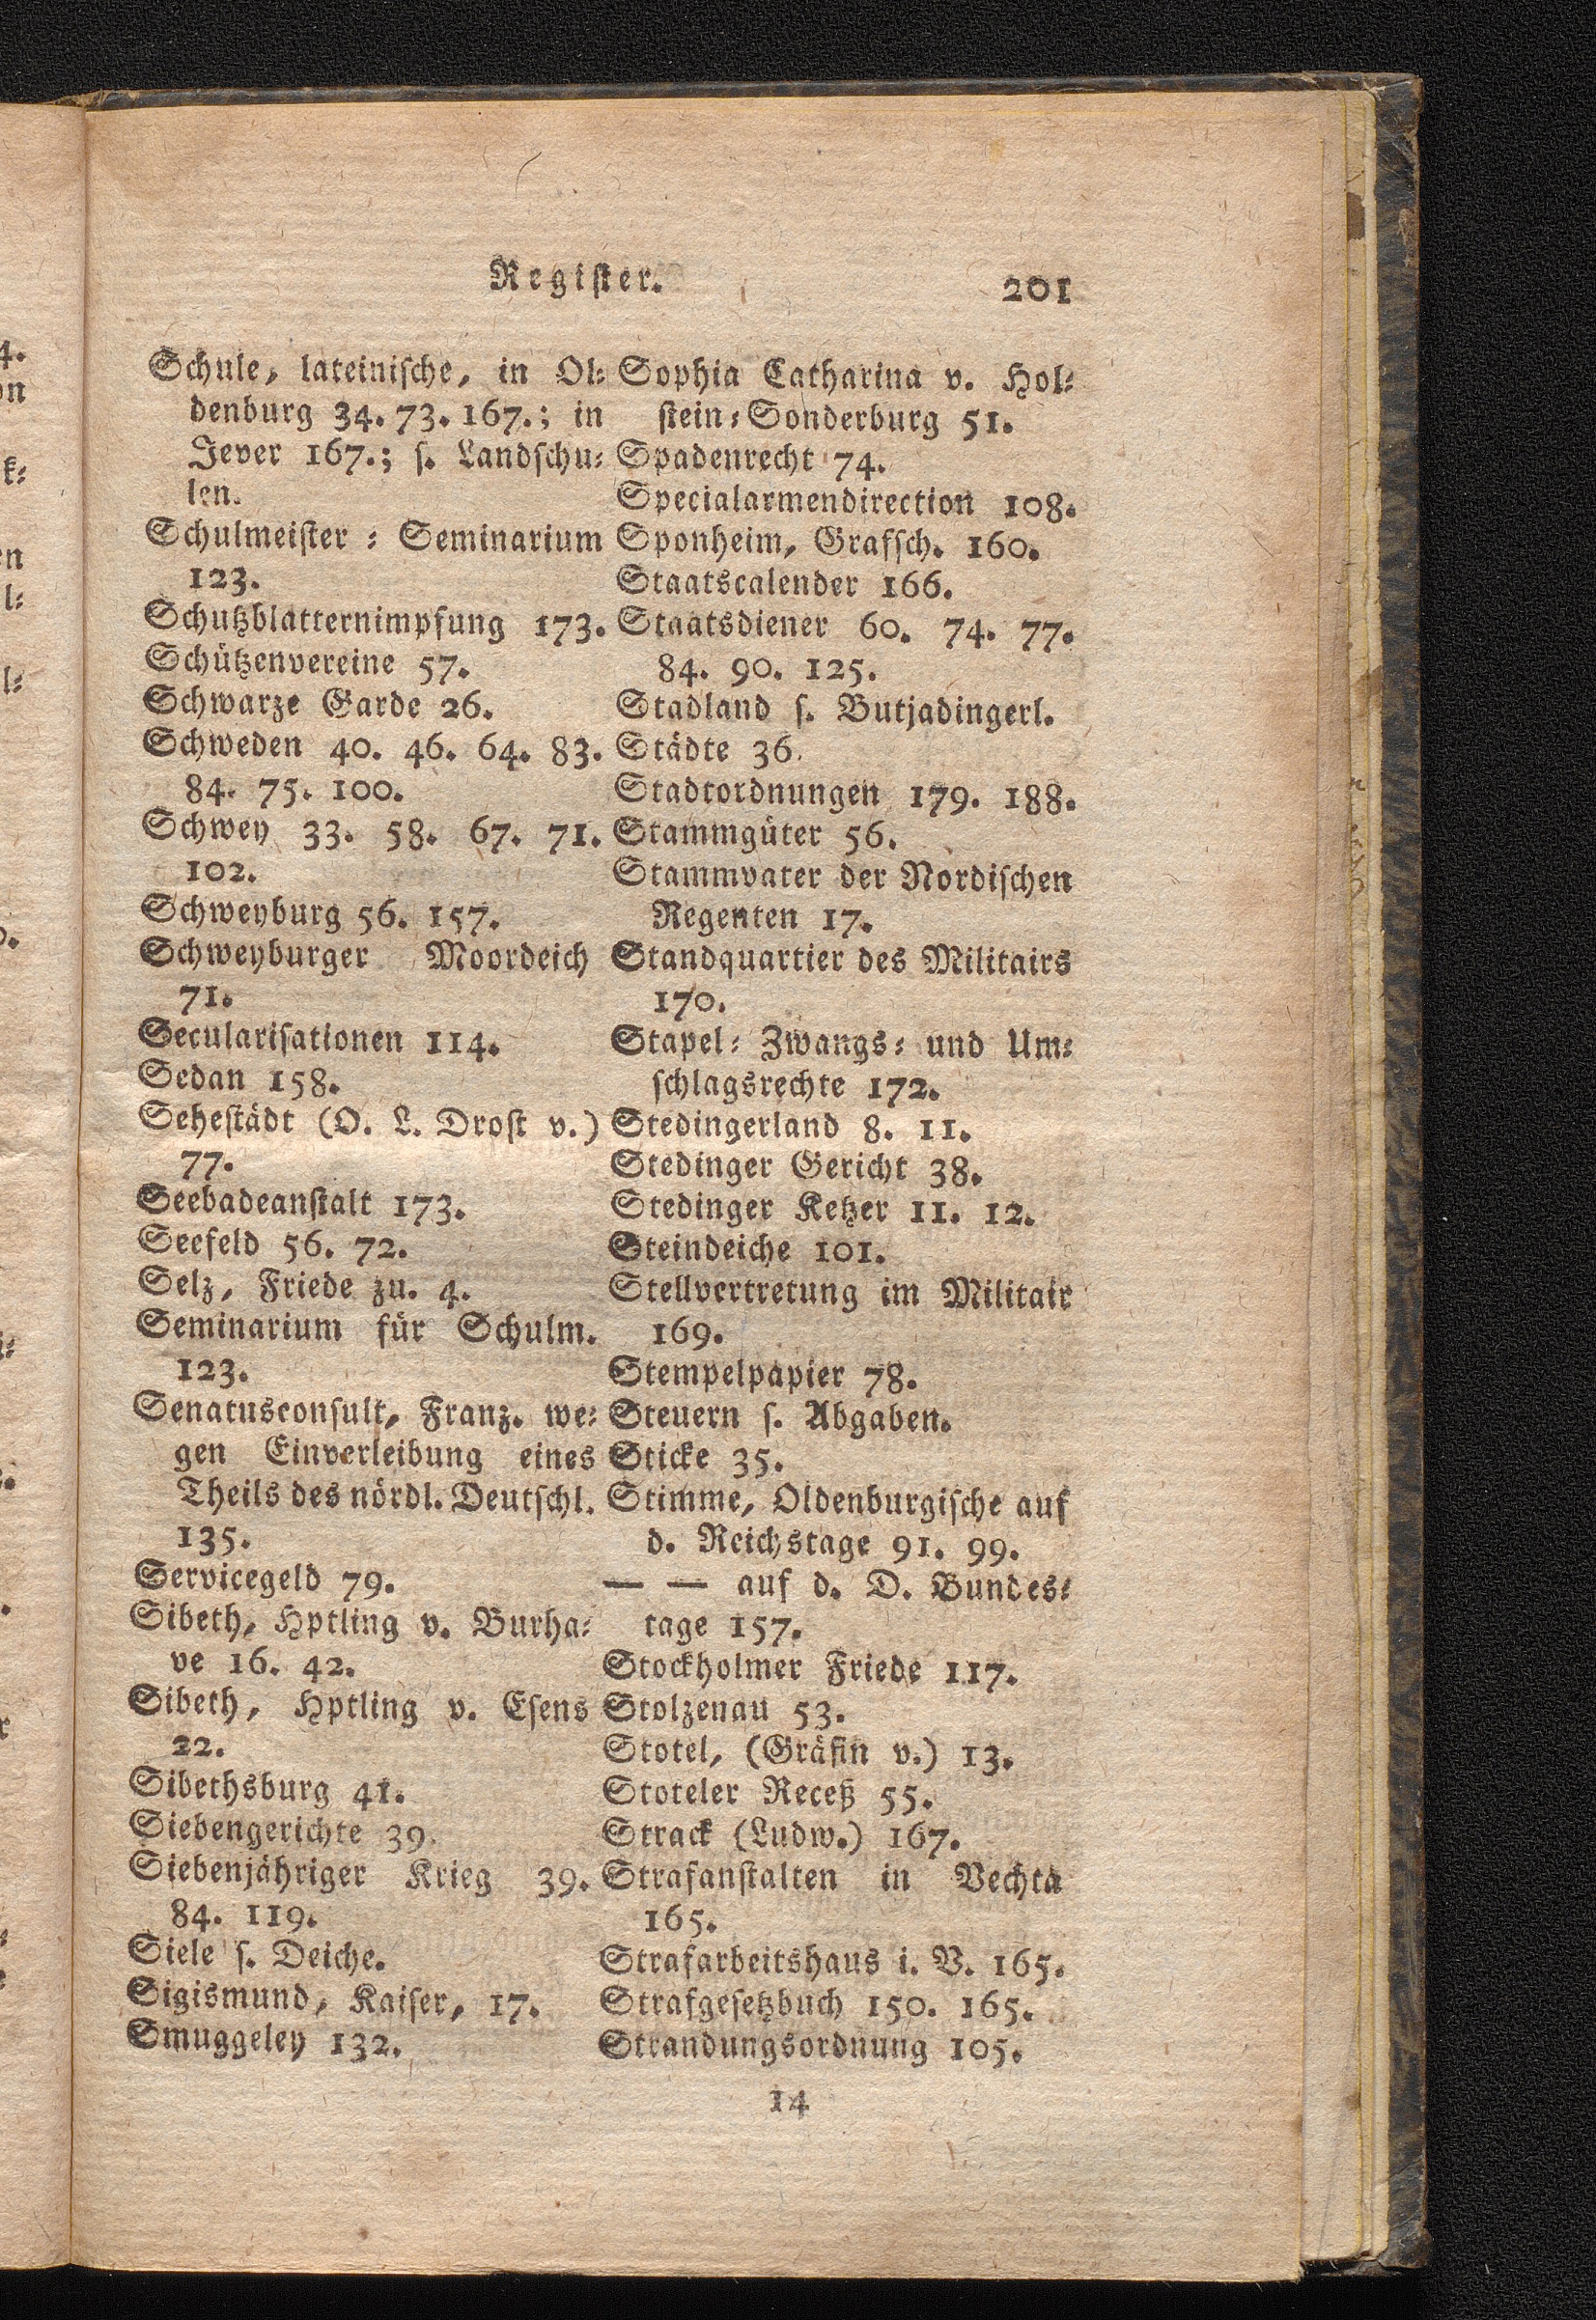 Register.
201
Schule, lateinische, in Ol-
denburg 34. 73. 167.; in
Jever 167.; s. Landschu-
len.
Schulmeister - Seminarium
123.
Schutzblatternimpfung 173.
Schützenvereine 57.
Schwarze Garde 26.
Schweden 40. 46. 64. 83.
84. 75. 100.
Schwey 33. 58. 67. 71.
102.
Schweyburg 56. 157.
Schweyburger Moordeich
71.
Secularisationen 114.
Sedan 158.
Sehestädt (O. L. Drost v.)
77.
Seebadeanstalt 173.
Seefeld 56. 72.
Selz, Friede zu. 4.
Seminarium für Schulm.
123.
Senatusconsult, Franz. we-
gen Einverleibung eines
Theils des nördl. Deutschl.
135.
Servicegeld 79.
Sibeth, Hptling v. Burha-
ve 16. 42.
Sibeth, Hptling v. Esens
22.
Sibethsburg 41.
Siebengerichte 39.
Siebenjähriger Krieg 39.
84. 119.
Siele s. Deiche.
Sigismund, Kaiser, 17.
Smuggeley 132.
Sophia Catharina v. Hol-
stein-Sonderburg 51.
Spadenrecht 74.
Specialarmendirection 108.
Sponheim, Grafsch. 160.
Staatscalender 166.
Staatsdiener 60. 74. 77.
84. 90. 125.
Stadland s. Butjadingerl.
Städte 36.
Stadtordnungen 179. 188.
Stammgüter 56.
Stammvater der Nordischen
Regenten 17.
Standquartier des Militairs
170.
Stapel- Zwangs- und Um-
schlagsrechte 172.
Stedingerland 8. 11.
Stedinger Gericht 38.
Stedinger Ketzer 11. 12.
Steindeiche 101.
Stellvertretung im Militair
169.
Stempelpapier 78.
Steuern s. Abgaben.
Sticke 35.
Stimme, Oldenburgische auf
d. Reichstage 91. 99.
— — auf d. D. Bundes-
tage 157.
Stockholmer Friede 117.
Stolzenau 53.
Stotel, (Gräfin v.) 13.
Stoteler Receß 55.
Strack (Ludw.) 167.
Strafanstalten in Vechta
165.
Strafarbeitshaus i. V. 165.
Strafgesetzbuch 150. 165.
Strandungsordnung 105.
14